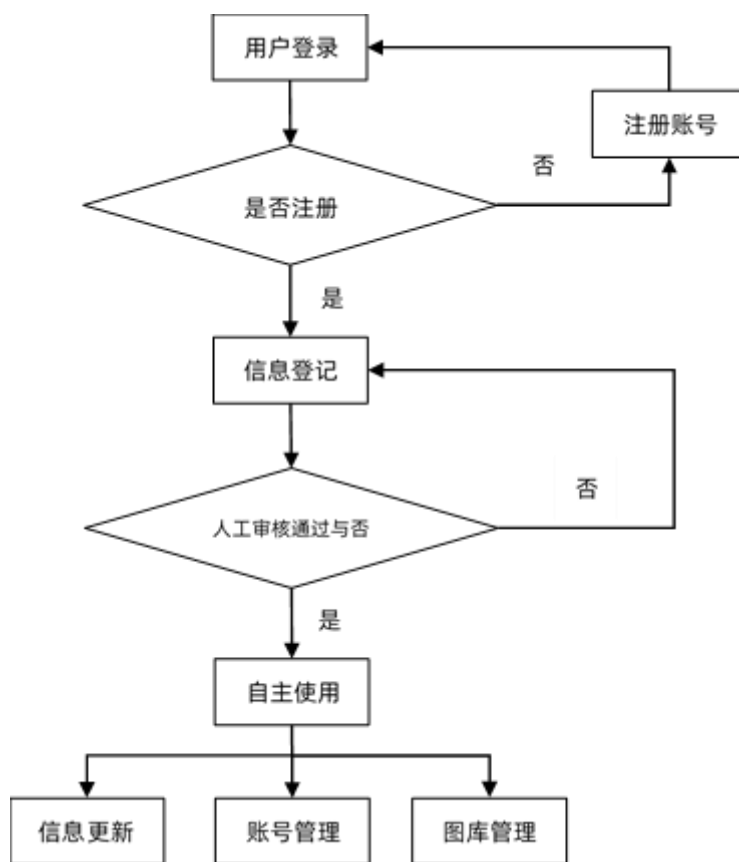 用户登录
注册账号
否
是否注册
是
信息登记
否
人工审核通过与否
是
自主使用
信息更新
账号管理
图库管理